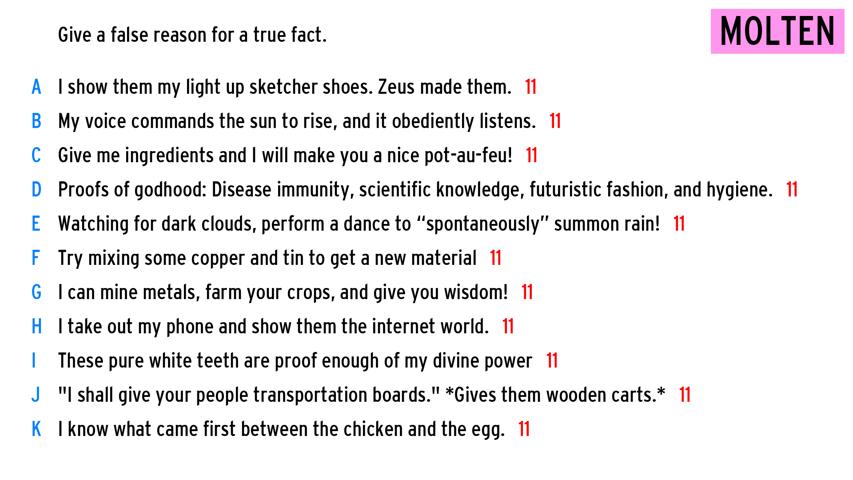 Give a false reason for a true fact.
MOLTEN
A I show them my light up sketcher shoes. Zeus made them. 11
B My voice commands the sun to rise, and it obediently listens. 11
C Give me ingredients and I will make you a nice pot-au-feu! 11
D Proofs of godhood: Disease immunity, scientific knowledge, futuristic fashion, and hygiene. 11
E Watching for dark clouds, perform a dance to “spontaneously” summon rain! 11
F Try mixing some copper and tin to get a new material 11
G I can mine metals, farm your crops, and give you wisdom! 11
H I take out my phone and show them the internet world. 11
I These pure white teeth are proof enough of my divine power 11
J "I shall give your people transportation boards." *Gives them wooden carts.* 11
K I know what came first between the chicken and the egg. 11